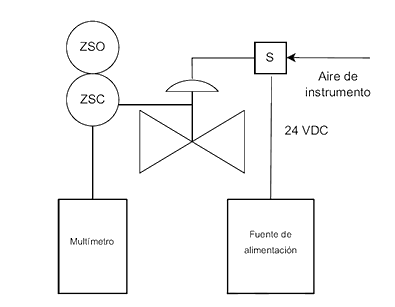 ZSO
ZSC
S
Aire de
instrumento
24 VDC
Multímetro
Fuente de
alimentación